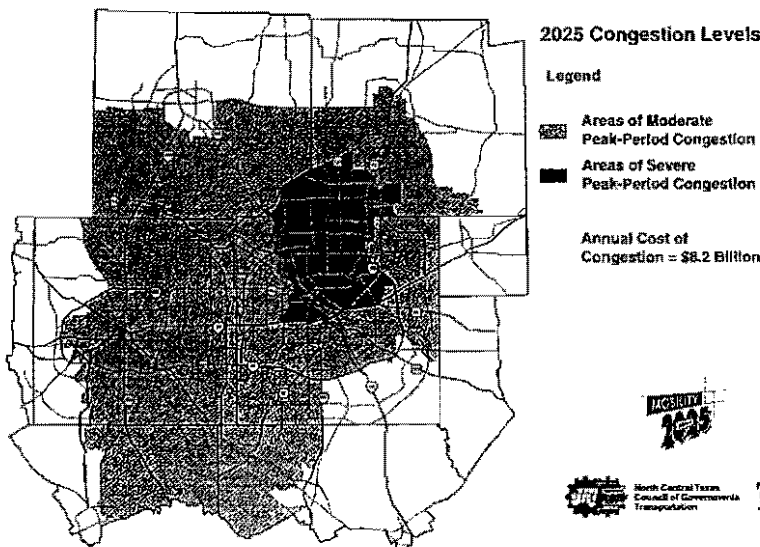 2025 Congestion Levels
Legend
Areas of Moderate
Peak-Period Congestion
Areas of Severe
Peak-Period Congestion
Annual Cost of
Congestion = $8.2 Billion
MOBILITY
2025
North Central Texas
Council of Governments
Transportation